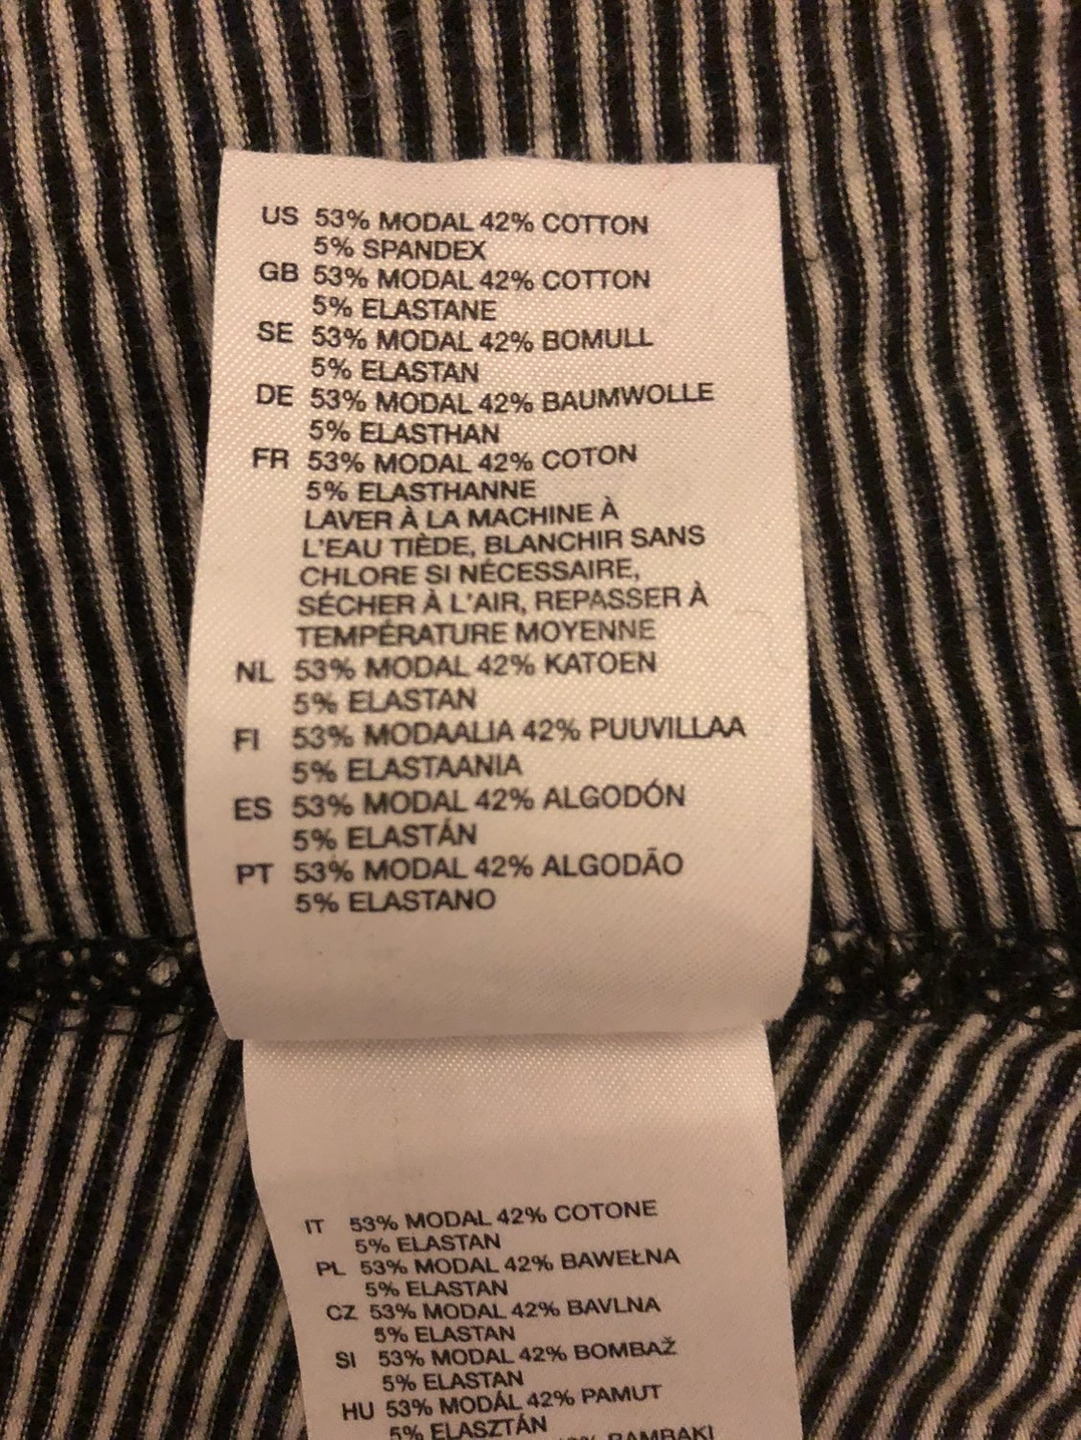 US 53% MODAL 42% COTTON
5% SPANDEX
GB 53% MODAL 42% COTTON
5% ELASTANE
SE 53% MODAL 42% BOMULL
5% ELASTAN
DE 53% MODAL 42% BAUMWOLLE
5% ELASTHAN
FR 53% MODAL 42% COTON
5% ELASTHANNE
LAVER À LA MACHINE À
L'EAU TIÈDE, BLANCHIR SANS
CHLORE SI NÉCESSAIRE,
SÉCHER À L'AIR, REPASSER À
TEMPÉRATURE MOYENNE
NL 53% MODAL 42% KATOEN
5% ELASTAN
FI 53% MODAALIA 42% PUUVILLAA
5% ELASTAANIA
ES 53% MODAL 42% ALGODÓN
5% ELASTÁN
PT 53% MODAL 42% ALGODÃO
5% ELASTANO
IT 53% MODAL 42% COTONE
5% ELASTAN
PL 53% MODAL 42% BAWEŁNA
5% ELASTAN
CZ 53% MODAL 42% BAVLNA
5% ELASTAN
SI 53% MODAL 42% BOMBAŽ
5% ELASTAN
HU 53% MODÁL 42% PAMUT
5% ELASZTÁN
BAMBAKI